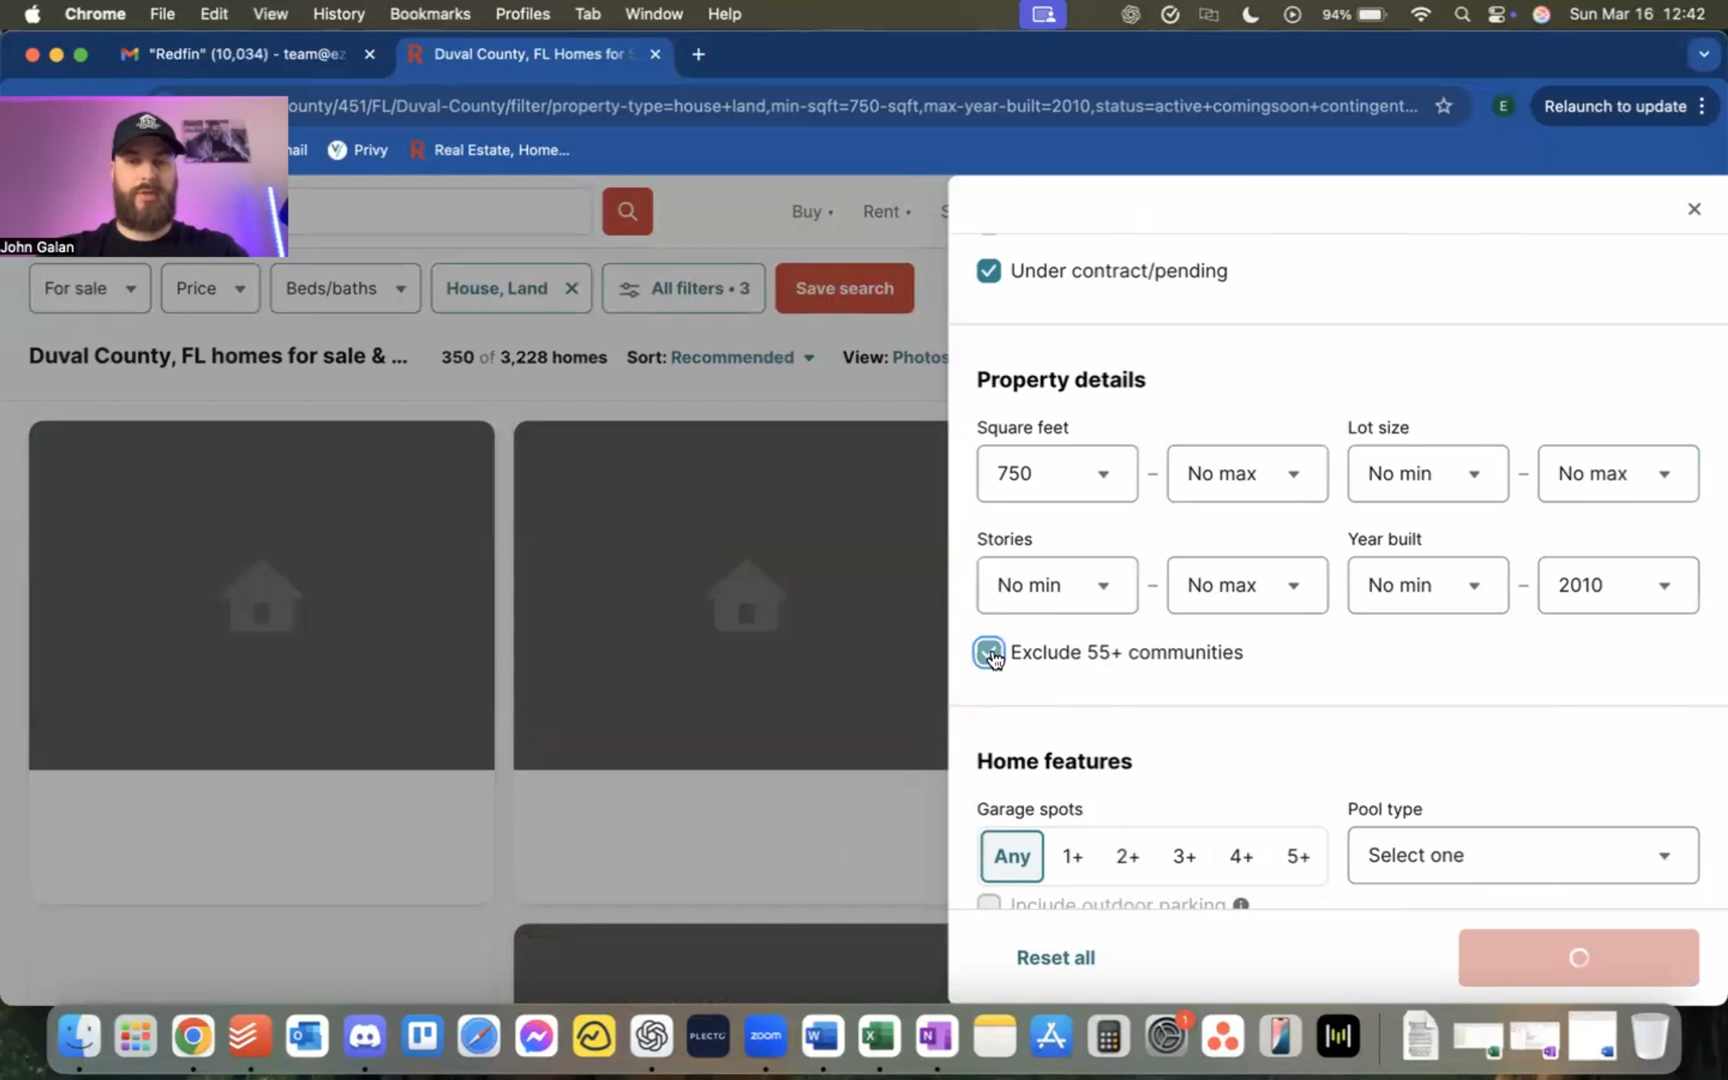 Chrome File Edit View History Bookmarks Profiles Tab Window Help 94% Sun Mar 16 12:42
"Redfin" (10,034) - team@ez
Duval County, FL Homes for
ounty/451/FL/Duval-County/filter/property-type=house+land,min-sqft=750-sqft,max-year-built=2010,status=active+comingsoon+contingent...
E
Relaunch to update
ail Privy Real Estate, Home...
John Galan
Buy Rent S
For sale Price Beds/baths House, Land All filters • 3 Save search
Duval County, FL homes for sale & ... 350 of 3,228 homes Sort: Recommended View: Photos
Under contract/pending
Property details
Square feet Lot size
750 – No max No min – No max
Stories Year built
No min – No max No min – 2010
Exclude 55+ communities
Home features
Garage spots Pool type
Any 1+ 2+ 3+ 4+ 5+ Select one
Include outdoor parking
Reset all
PLECTO zoom 1